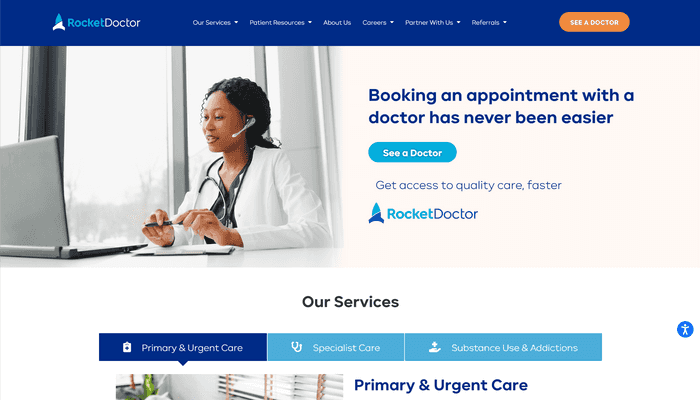 RocketDoctor
Our Services
Patient Resources
About Us
Careers
Partner With Us
Referrals
SEE A DOCTOR
Booking an appointment with a
doctor has never been easier
See a Doctor
Get access to quality care, faster
RocketDoctor
Our Services
Primary & Urgent Care
Specialist Care
Substance Use & Addictions
Primary & Urgent Care